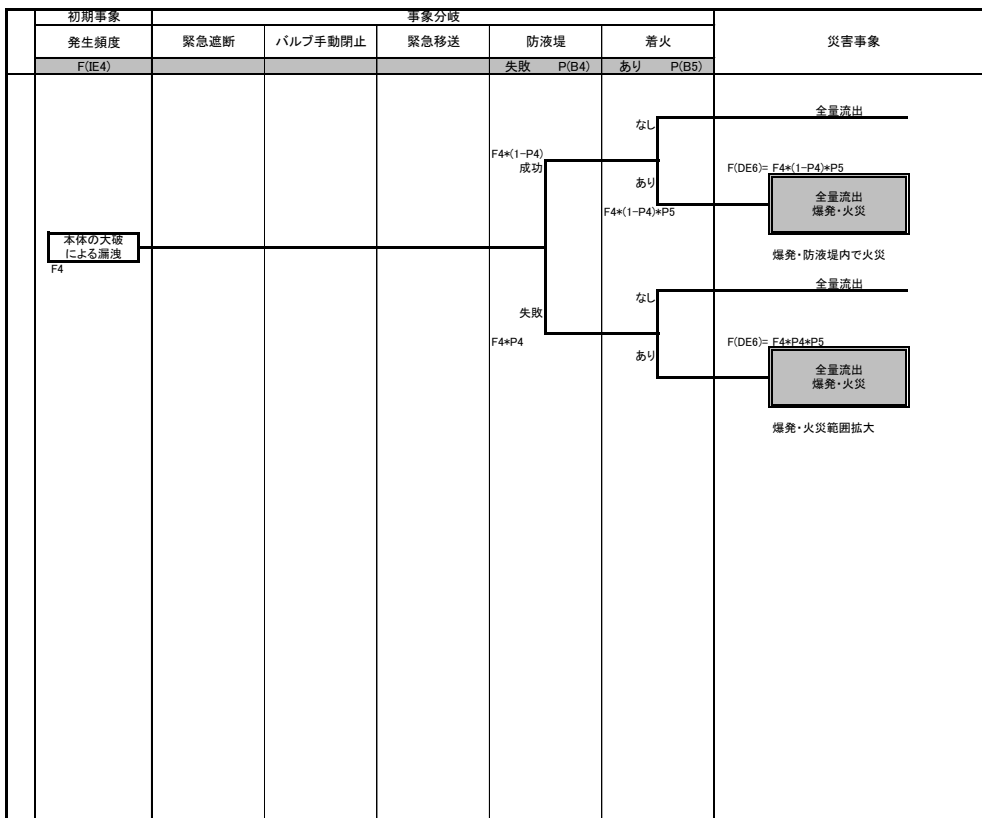 初期事象
事象分岐
発生頻度
緊急遮断
バルブ手動閉止
緊急移送
防液堤
着火
災害事象
F(IE4)
失敗 P(B4)
あり P(B5)
全量流出
なし
F4*(1-P4)
成功
F(DE6)= F4*(1-P4)*P5
あり
全量流出
爆発・火災
F4*(1-P4)*P5
本体の大破
による漏洩
F4
爆発・防液堤内で火災
全量流出
なし
失敗
F4*P4
F(DE6)= F4*P4*P5
あり
全量流出
爆発・火災
爆発・火災範囲拡大